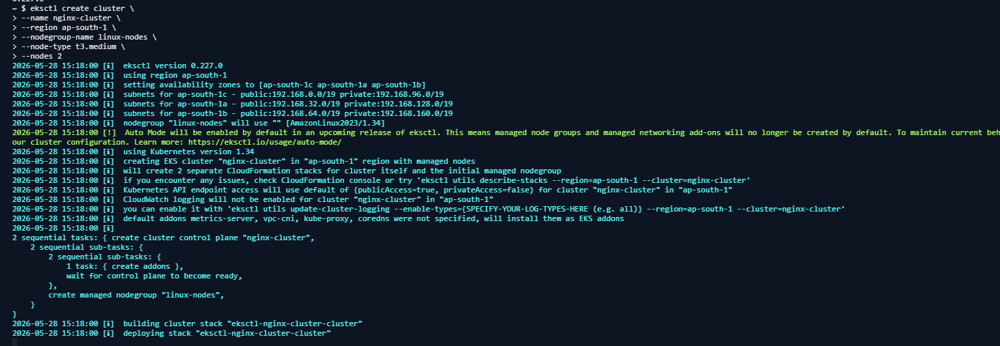 ~ $ eksctl create cluster \
> --name nginx-cluster \
> --region ap-south-1 \
> --nodegroup-name linux-nodes \
> --node-type t3.medium \
> --nodes 2
2026-05-28 15:18:00 [ℹ]  eksctl version 0.227.0
2026-05-28 15:18:00 [ℹ]  using region ap-south-1
2026-05-28 15:18:00 [ℹ]  setting availability zones to [ap-south-1c ap-south-1a ap-south-1b]
2026-05-28 15:18:00 [ℹ]  subnets for ap-south-1c - public:192.168.0.0/19 private:192.168.96.0/19
2026-05-28 15:18:00 [ℹ]  subnets for ap-south-1a - public:192.168.32.0/19 private:192.168.128.0/19
2026-05-28 15:18:00 [ℹ]  subnets for ap-south-1b - public:192.168.64.0/19 private:192.168.160.0/19
2026-05-28 15:18:00 [ℹ]  nodegroup "linux-nodes" will use "" [AmazonLinux2023/1.34]
2026-05-28 15:18:00 [!]  Auto Mode will be enabled by default in an upcoming release of eksctl. This means managed node groups and managed networking add-ons will no longer be created by default. To maintain current beh
our cluster configuration. Learn more: https://eksctl.io/usage/auto-mode/
2026-05-28 15:18:00 [ℹ]  using Kubernetes version 1.34
2026-05-28 15:18:00 [ℹ]  creating EKS cluster "nginx-cluster" in "ap-south-1" region with managed nodes
2026-05-28 15:18:00 [ℹ]  will create 2 separate CloudFormation stacks for cluster itself and the initial managed nodegroup
2026-05-28 15:18:00 [ℹ]  if you encounter any issues, check CloudFormation console or try 'eksctl utils describe-stacks --region=ap-south-1 --cluster=nginx-cluster'
2026-05-28 15:18:00 [ℹ]  Kubernetes API endpoint access will use default of {publicAccess=true, privateAccess=false} for cluster "nginx-cluster" in "ap-south-1"
2026-05-28 15:18:00 [ℹ]  CloudWatch logging will not be enabled for cluster "nginx-cluster" in "ap-south-1"
2026-05-28 15:18:00 [ℹ]  you can enable it with 'eksctl utils update-cluster-logging --enable-types={SPECIFY-YOUR-LOG-TYPES-HERE (e.g. all)} --region=ap-south-1 --cluster=nginx-cluster'
2026-05-28 15:18:00 [ℹ]  default addons metrics-server, vpc-cni, kube-proxy, coredns were not specified, will install them as EKS addons
2026-05-28 15:18:00 [ℹ]
2 sequential tasks: { create cluster control plane "nginx-cluster",
    2 sequential sub-tasks: {
        2 sequential sub-tasks: {
            1 task: { create addons },
            wait for control plane to become ready,
        },
        create managed nodegroup "linux-nodes",
    }
}
2026-05-28 15:18:00 [ℹ]  building cluster stack "eksctl-nginx-cluster-cluster"
2026-05-28 15:18:00 [ℹ]  deploying stack "eksctl-nginx-cluster-cluster"